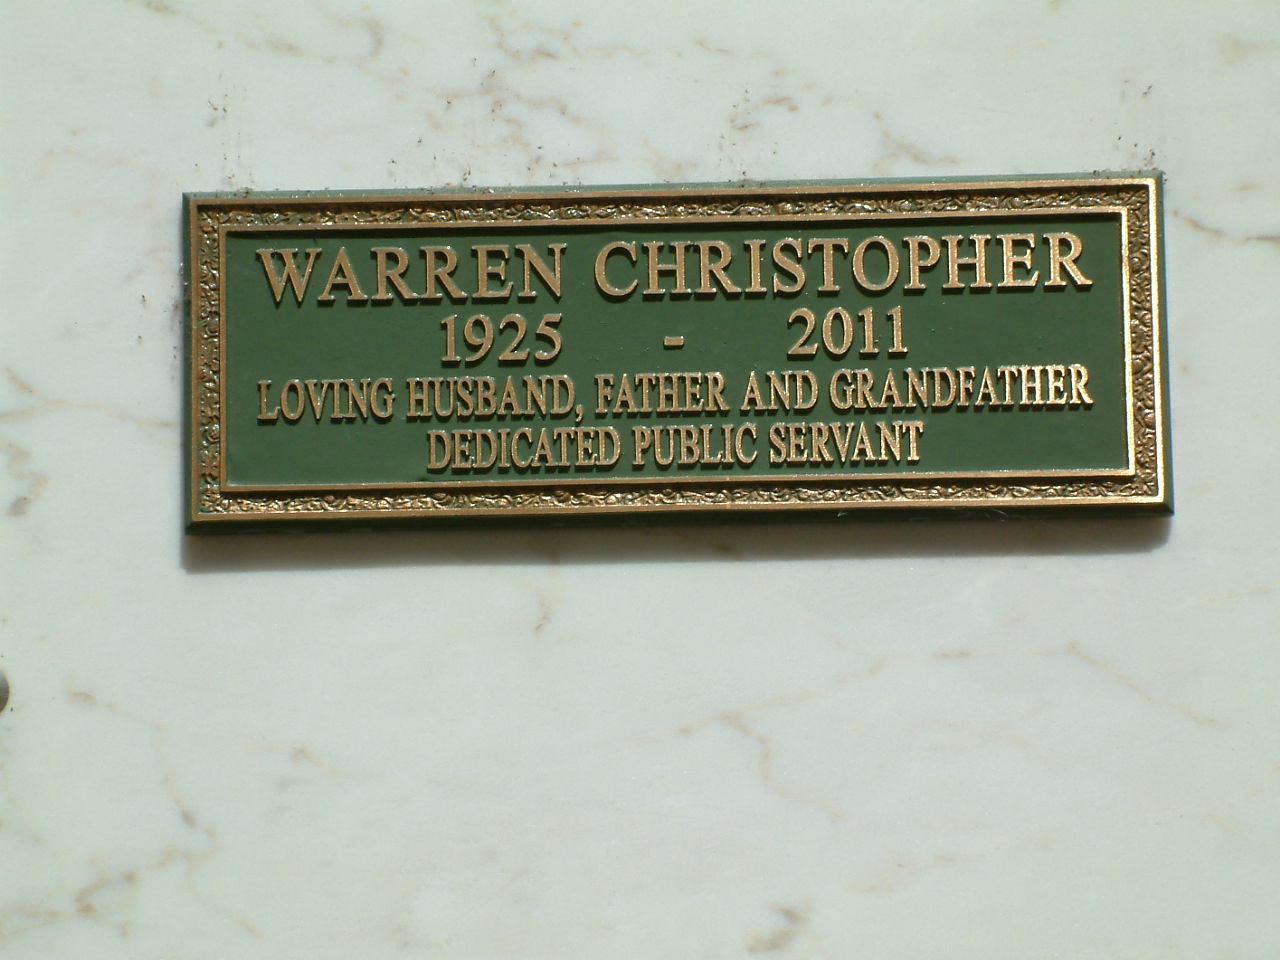 WARREN CHRISTOPHER
1925 - 2011
LOVING HUSBAND, FATHER AND GRANDFATHER
DEDICATED PUBLIC SERVANT